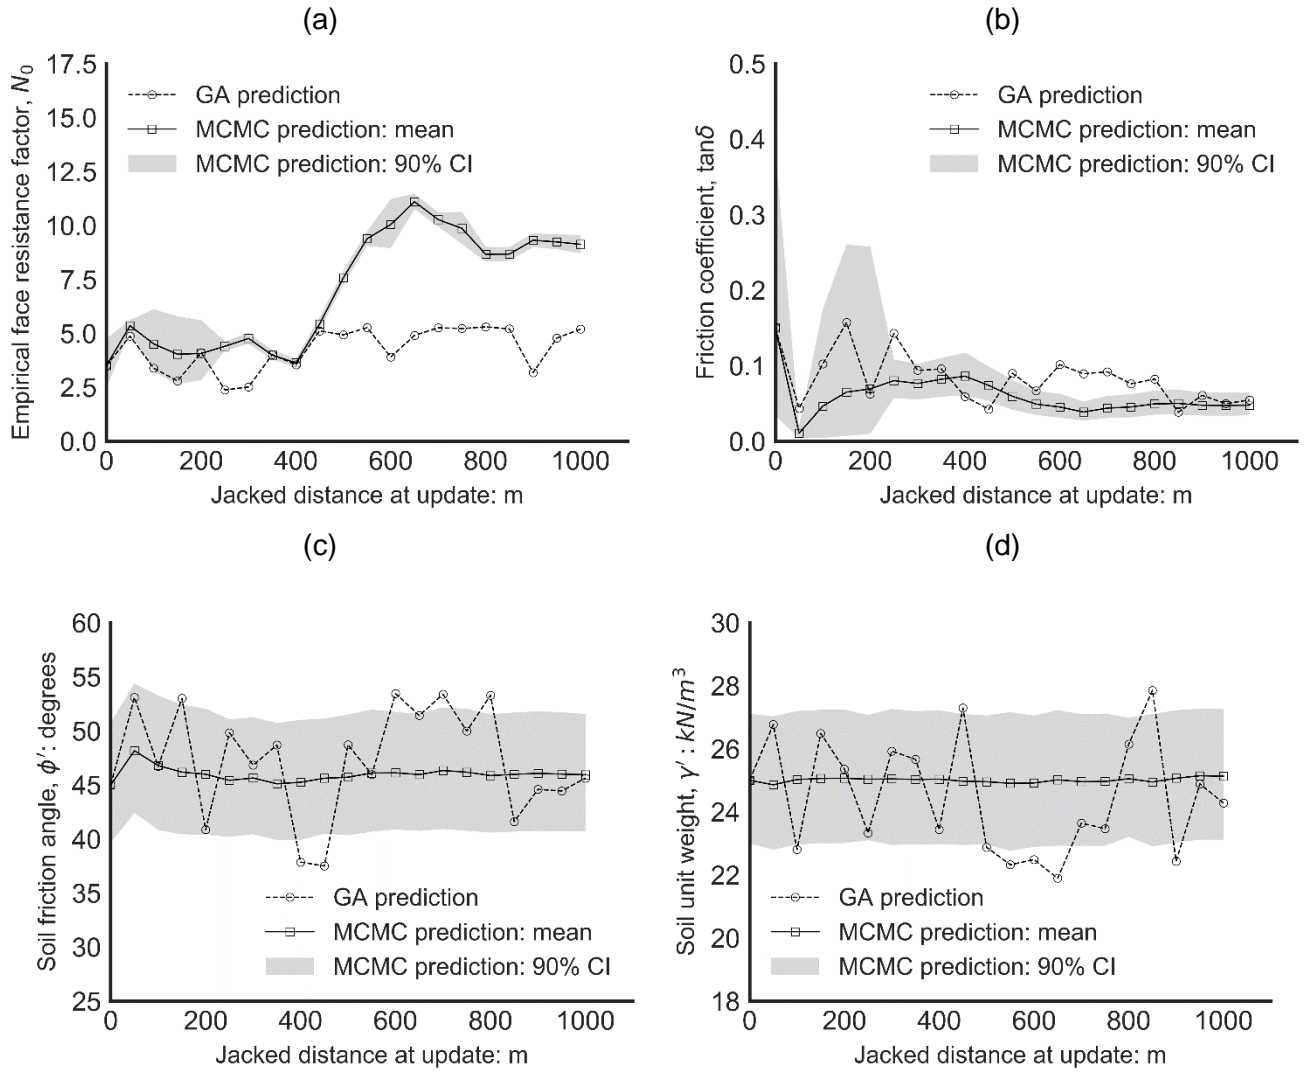 (a)
17.5
15.0
12.5
10.0
7.5
5.0
2.5
0.0
Empirical face resistance factor, N₀
GA prediction
MCMC prediction: mean
MCMC prediction: 90% CI
0 200 400 600 800 1000
Jacked distance at update: m
(b)
0.5
0.4
0.3
0.2
0.1
0.0
Friction coefficient, tanδ
GA prediction
MCMC prediction: mean
MCMC prediction: 90% CI
0 200 400 600 800 1000
Jacked distance at update: m
(c)
60
55
50
45
40
35
30
25
Soil friction angle, ϕ′: degrees
GA prediction
MCMC prediction: mean
MCMC prediction: 90% CI
0 200 400 600 800 1000
Jacked distance at update: m
(d)
30
28
26
24
22
20
18
Soil unit weight, γ′: kN/m³
GA prediction
MCMC prediction: mean
MCMC prediction: 90% CI
0 200 400 600 800 1000
Jacked distance at update: m